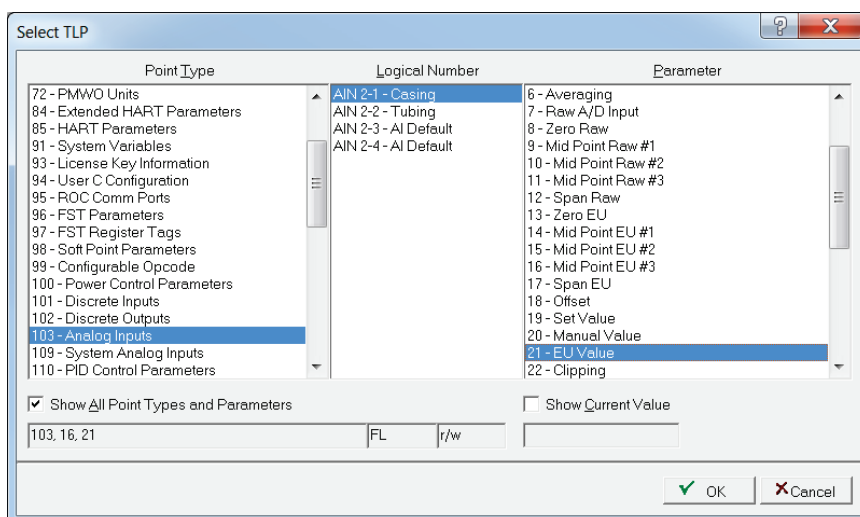 Select TLP
Point Type
72 - PMWO Units
84 - Extended HART Parameters
85 - HART Parameters
91 - System Variables
93 - License Key Information
94 - User C Configuration
95 - ROC Comm Ports
96 - FST Parameters
97 - FST Register Tags
98 - Soft Point Parameters
99 - Configurable Opcode
100 - Power Control Parameters
101 - Discrete Inputs
102 - Discrete Outputs
103 - Analog Inputs
109 - System Analog Inputs
110 - PID Control Parameters
Logical Number
AIN 2-1 - Casing
AIN 2-2 - Tubing
AIN 2-3 - AI Default
AIN 2-4 - AI Default
Parameter
6 - Averaging
7 - Raw A/D Input
8 - Zero Raw
9 - Mid Point Raw #1
10 - Mid Point Raw #2
11 - Mid Point Raw #3
12 - Span Raw
13 - Zero EU
14 - Mid Point EU #1
15 - Mid Point EU #2
16 - Mid Point EU #3
17 - Span EU
18 - Offset
19 - Set Value
20 - Manual Value
21 - EU Value
22 - Clipping
Show All Point Types and Parameters
Show Current Value
103, 16, 21
FL
r/w
OK
Cancel